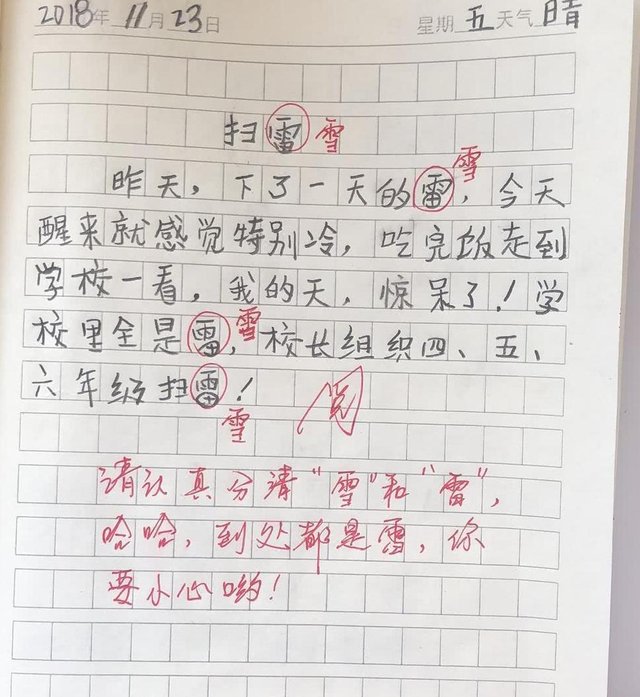 2018年11月23日 星期五天气晴
扫雷雪
雪
昨天，下了一天的雷，今天
醒来就感觉特别冷，吃完饭走到
学校一看，我的天，惊呆了！学
校里全是雷，雪校长组织四、五、
六年级扫雷！
雪
阅
请认真分清“雪”和“雷”，
哈哈，到处都是雷，你
要小心哟！